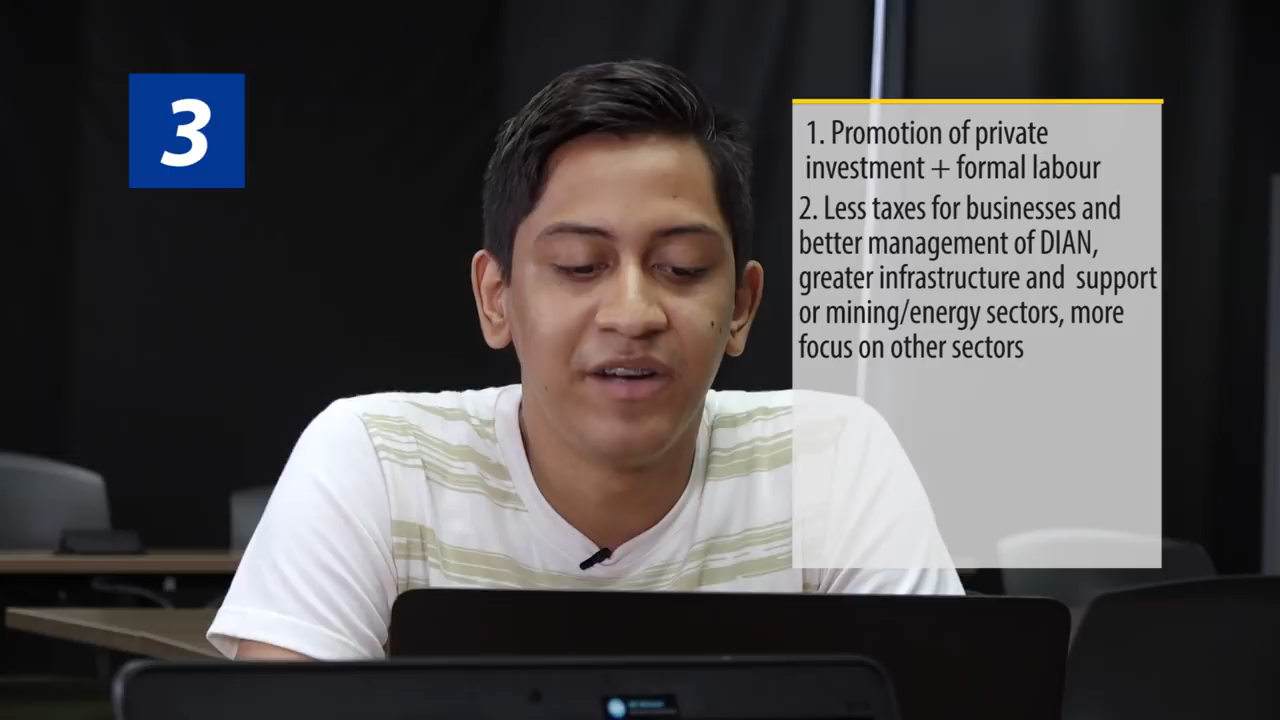 3
1. Promotion of private
investment + formal labour
2. Less taxes for businesses and
better management of DIAN,
greater infrastructure and support
or mining/energy sectors, more
focus on other sectors